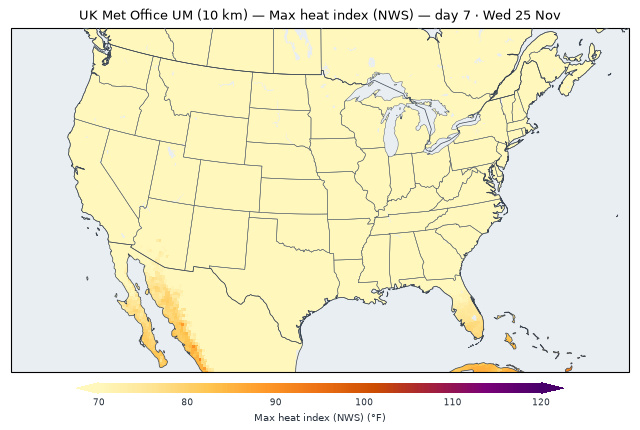 UK Met Office UM (10 km) — Max heat index (NWS) — day 7 · Wed 25 Nov
70 80 90 100 110 120
Max heat index (NWS) (°F)